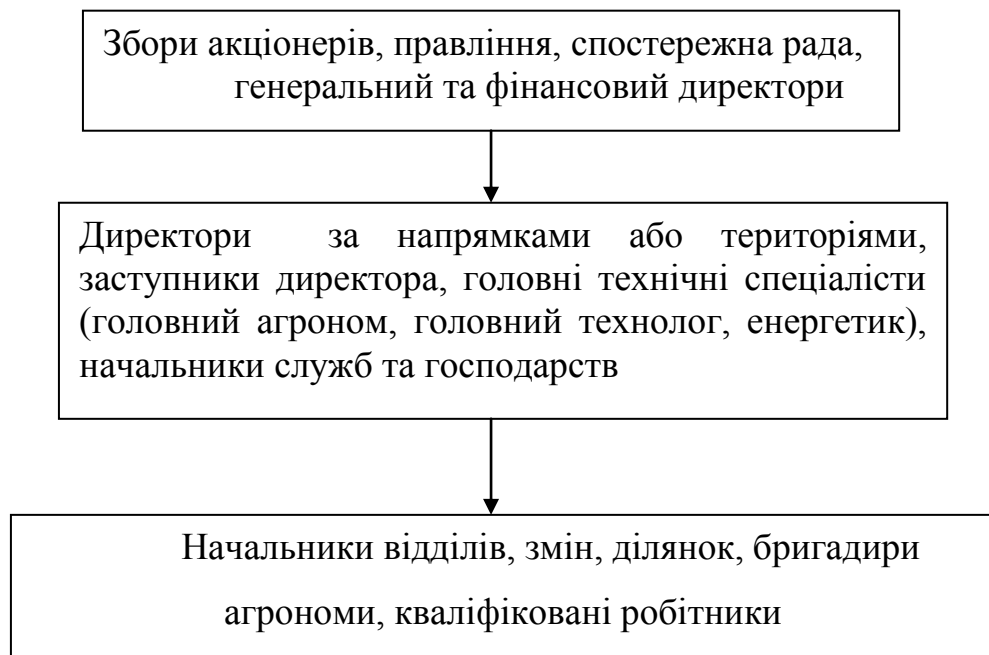 Збори акціонерів, правління, спостережна рада,
генеральний та фінансовий директори
Директори за напрямками або територіями,
заступники директора, головні технічні спеціалісти
(головний агроном, головний технолог, енергетик),
начальники служб та господарств
Начальники відділів, змін, ділянок, бригадири
агрономи, кваліфіковані робітники